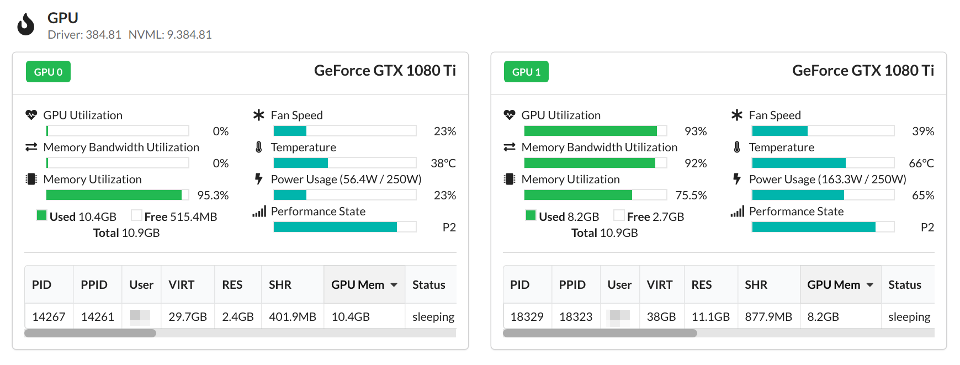 GPU
Driver: 384.81 NVML: 9.384.81
GPU 0
GeForce GTX 1080 Ti
GPU Utilization
0%
Memory Bandwidth Utilization
0%
Memory Utilization
95.3%
Used 10.4GB Free 515.4MB
Total 10.9GB
Fan Speed
23%
Temperature
38°C
Power Usage (56.4W / 250W)
23%
Performance State
P2
PID PPID User VIRT RES SHR GPU Mem Status
14267 14261 29.7GB 2.4GB 401.9MB 10.4GB sleeping
GPU 1
GeForce GTX 1080 Ti
GPU Utilization
93%
Memory Bandwidth Utilization
92%
Memory Utilization
75.5%
Used 8.2GB Free 2.7GB
Total 10.9GB
Fan Speed
39%
Temperature
66°C
Power Usage (163.3W / 250W)
65%
Performance State
P2
PID PPID User VIRT RES SHR GPU Mem Status
18329 18323 38GB 11.1GB 877.9MB 8.2GB sleeping